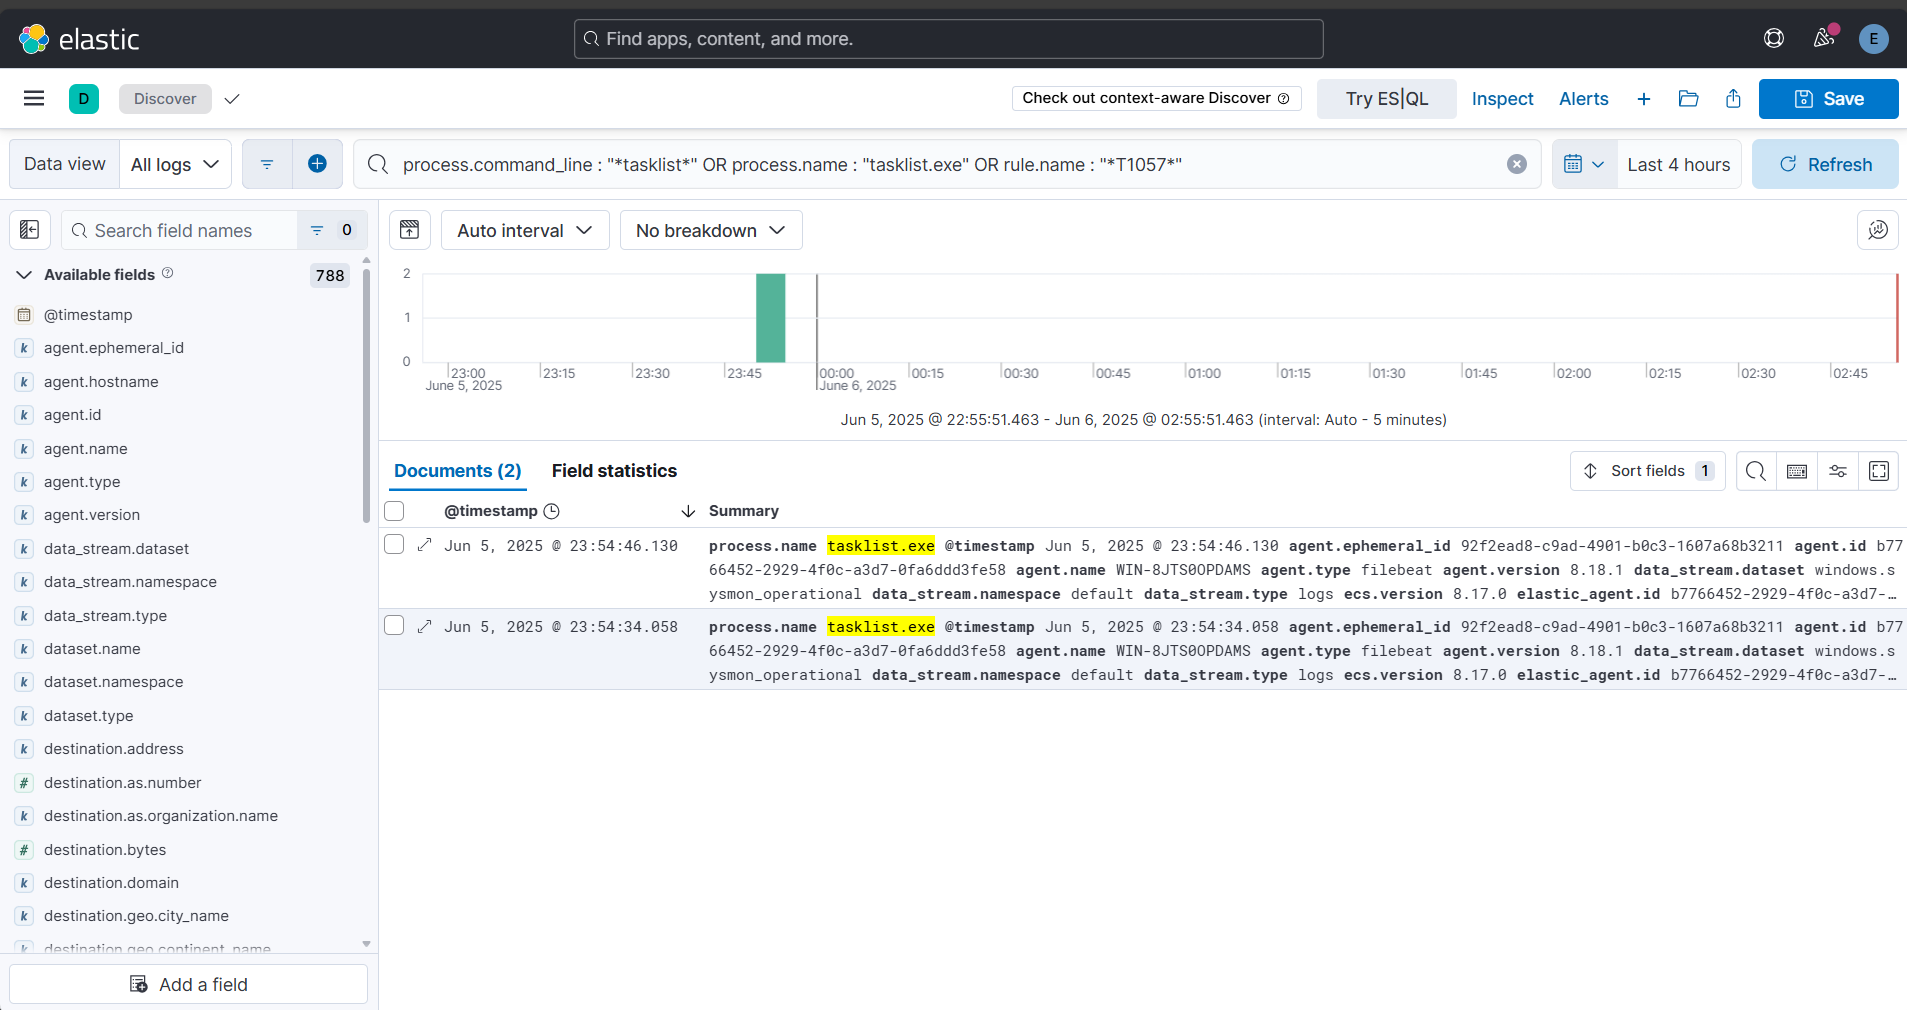 elastic
Find apps, content, and more.
E
D
Discover
Check out context-aware Discover
Try ES|QL
Inspect
Alerts
Save
Data view
All logs
process.command_line : "*tasklist*" OR process.name : "tasklist.exe" OR rule.name : "*T1057*"
Last 4 hours
Refresh
Search field names
0
Auto interval
No breakdown
Available fields
788
@timestamp
k agent.ephemeral_id
k agent.hostname
k agent.id
k agent.name
k agent.type
k agent.version
k data_stream.dataset
k data_stream.namespace
k data_stream.type
k dataset.name
k dataset.namespace
k dataset.type
k destination.address
# destination.as.number
k destination.as.organization.name
# destination.bytes
k destination.domain
k destination.geo.city_name
k destination.geo.continent_name
Add a field
2
1
0
23:00 23:15 23:30 23:45 00:00 00:15 00:30 00:45 01:00 01:15 01:30 01:45 02:00 02:15 02:30 02:45
June 5, 2025 June 6, 2025
Jun 5, 2025 @ 22:55:51.463 - Jun 6, 2025 @ 02:55:51.463 (interval: Auto - 5 minutes)
Documents (2)
Field statistics
Sort fields 1
@timestamp
Summary
Jun 5, 2025 @ 23:54:46.130
process.name tasklist.exe @timestamp Jun 5, 2025 @ 23:54:46.130 agent.ephemeral_id 92f2ead8-c9ad-4901-b0c3-1607a68b3211 agent.id b77
66452-2929-4f0c-a3d7-0fa6ddd3fe58 agent.name WIN-8JTS0OPDAMS agent.type filebeat agent.version 8.18.1 data_stream.dataset windows.s
ysmon_operational data_stream.namespace default data_stream.type logs ecs.version 8.17.0 elastic_agent.id b7766452-2929-4f0c-a3d7-…
Jun 5, 2025 @ 23:54:34.058
process.name tasklist.exe @timestamp Jun 5, 2025 @ 23:54:34.058 agent.ephemeral_id 92f2ead8-c9ad-4901-b0c3-1607a68b3211 agent.id b77
66452-2929-4f0c-a3d7-0fa6ddd3fe58 agent.name WIN-8JTS0OPDAMS agent.type filebeat agent.version 8.18.1 data_stream.dataset windows.s
ysmon_operational data_stream.namespace default data_stream.type logs ecs.version 8.17.0 elastic_agent.id b7766452-2929-4f0c-a3d7-…